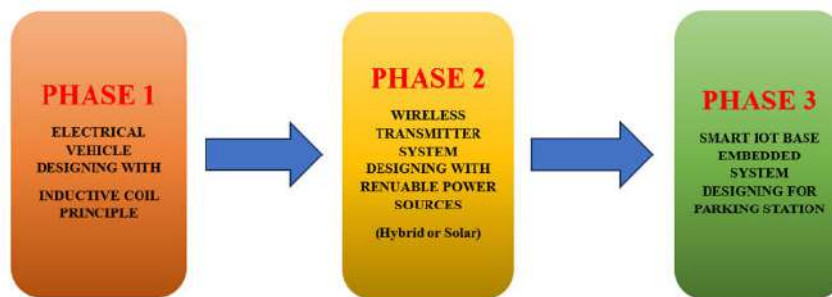 PHASE 1
ELECTRICAL
VEHICLE
DESIGNING WITH
INDUCTIVE COIL
PRINCIPLE
PHASE 2
WIRELESS
TRANSMITTER
SYSTEM
DESIGNING WITH
RENUABLE POWER
SOURCES
(Hybrid or Solar)
PHASE 3
SMART IOT BASE
EMBEDDED
SYSTEM
DESIGNING FOR
PARKING STATION